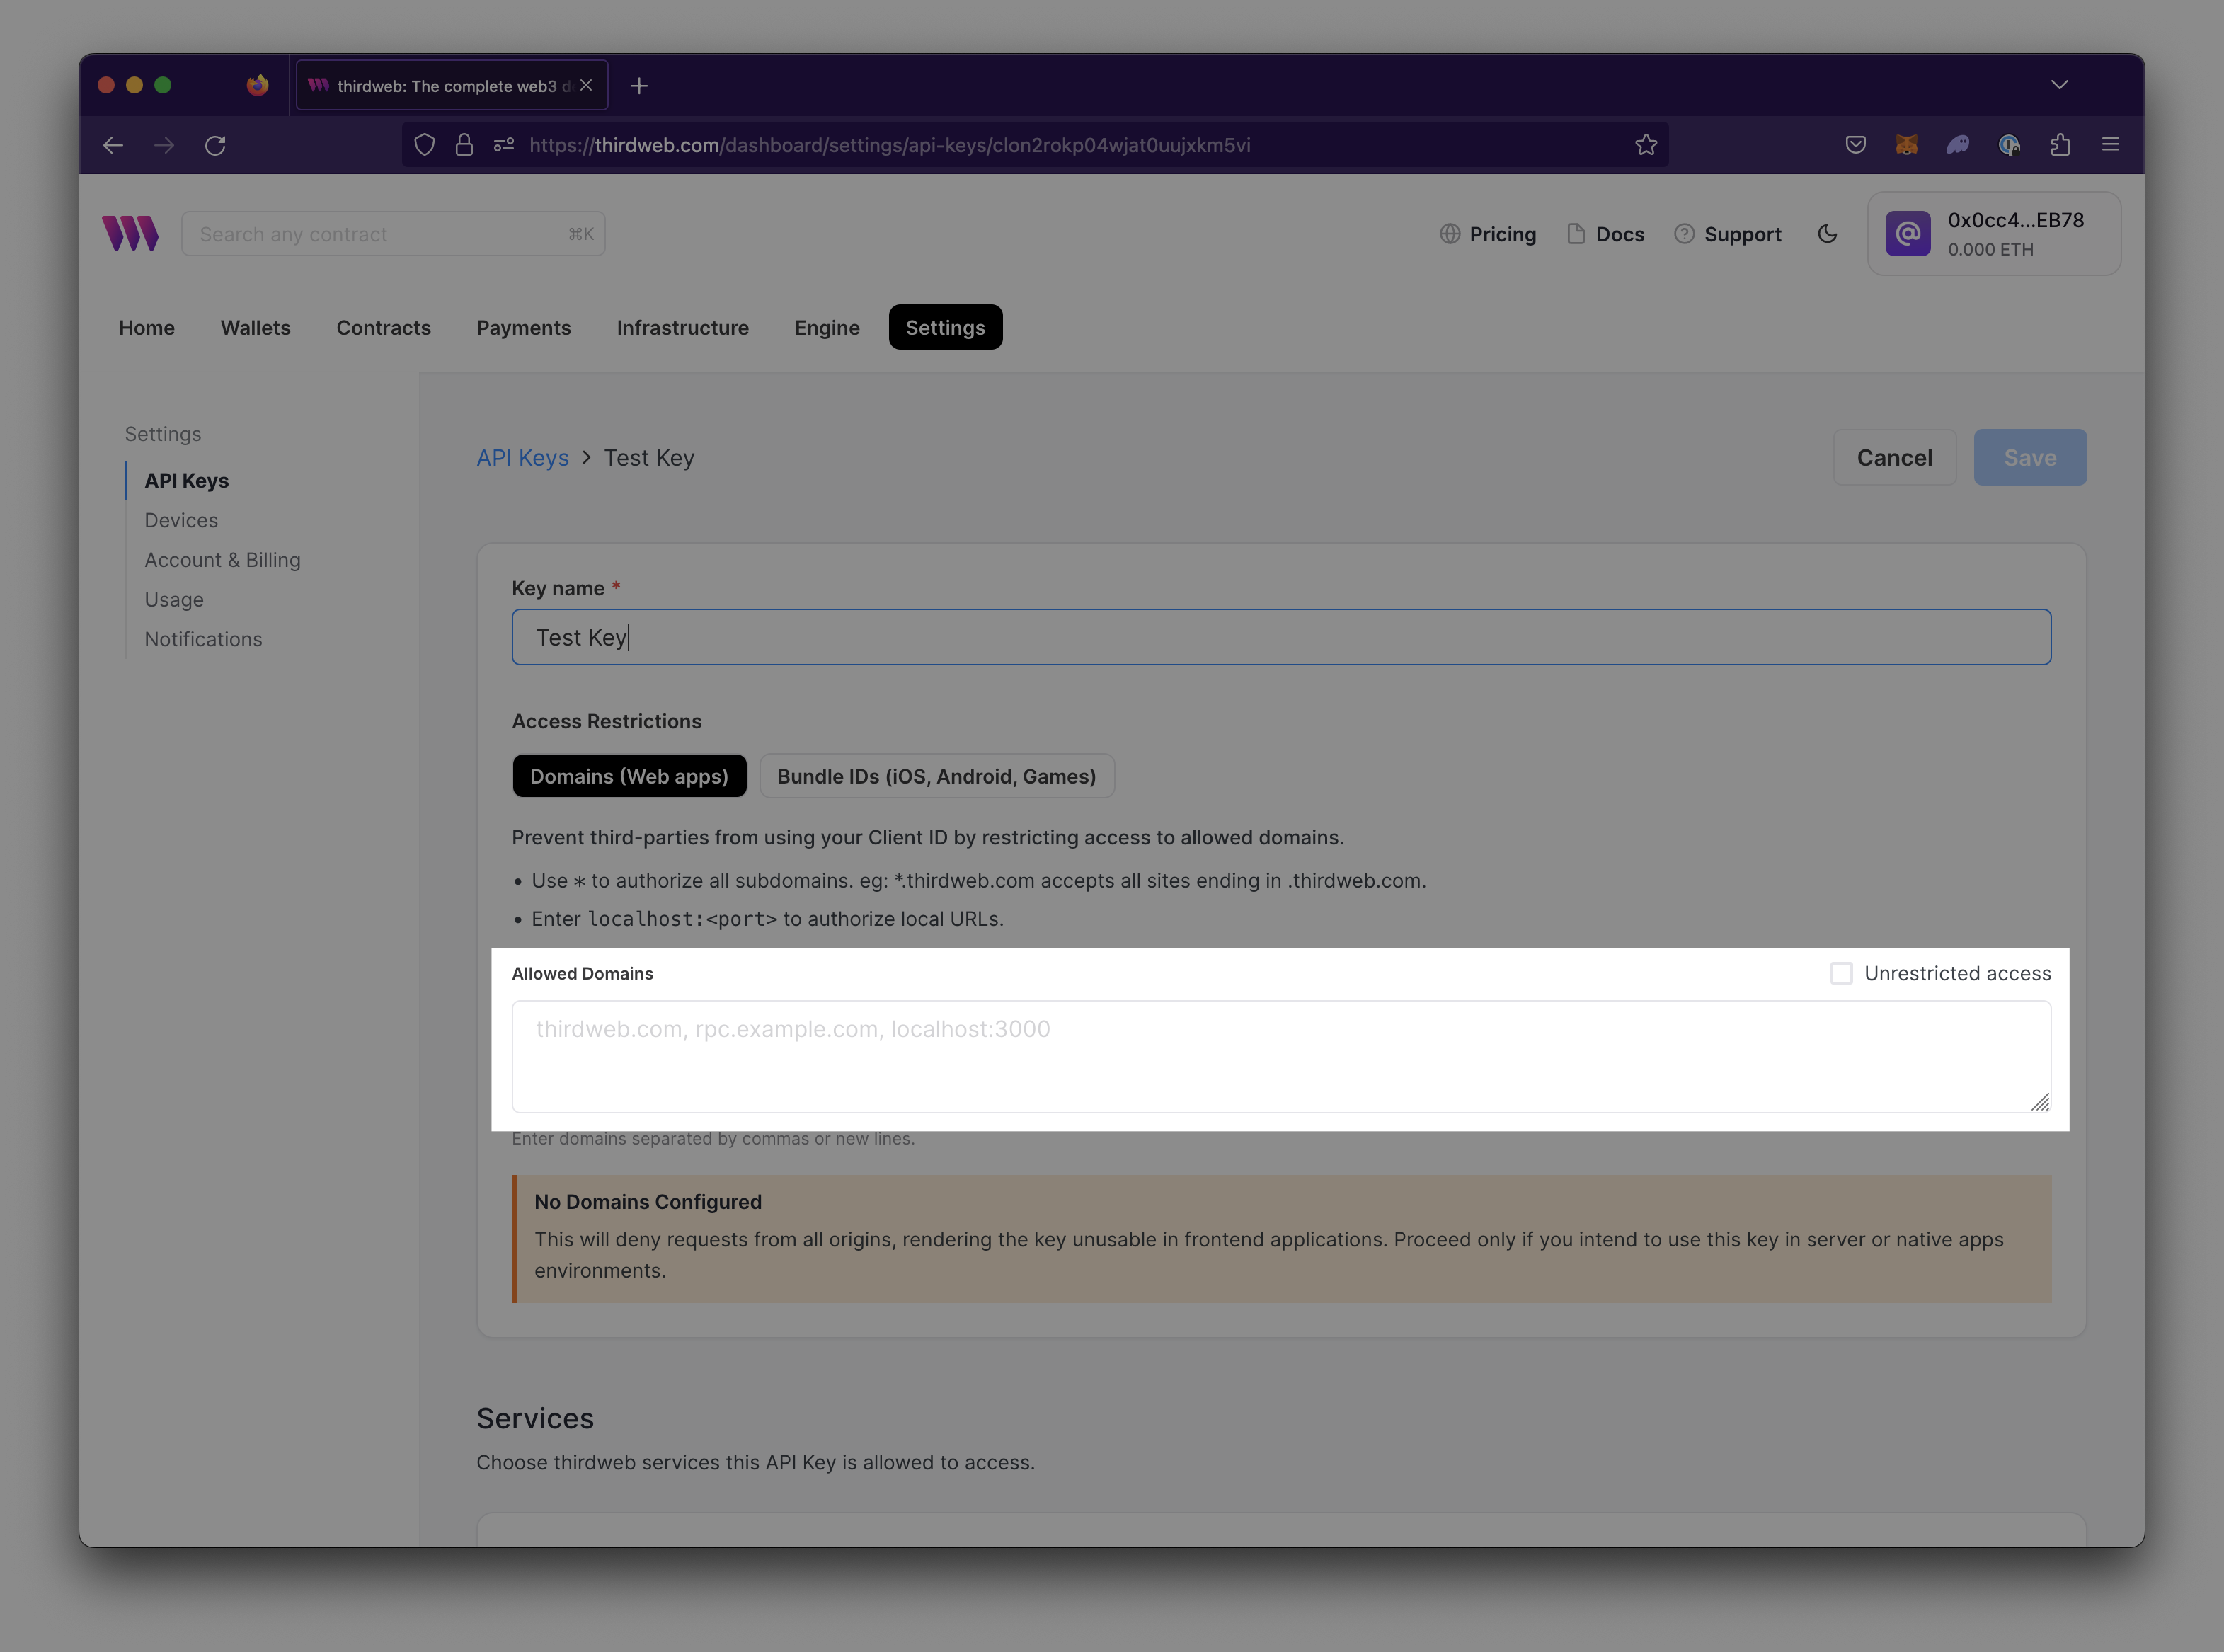 thirdweb: The complete web3 d
https://thirdweb.com/dashboard/settings/api-keys/clon2rokp04wjat0uujxkm5vi
Search any contract ⌘K
Pricing Docs Support
0x0cc4...EB78
0.000 ETH
Home Wallets Contracts Payments Infrastructure Engine Settings
Settings
API Keys
Devices
Account & Billing
Usage
Notifications
API Keys > Test Key
Cancel Save
Key name *
Test Key
Access Restrictions
Domains (Web apps) Bundle IDs (iOS, Android, Games)
Prevent third-parties from using your Client ID by restricting access to allowed domains.
• Use * to authorize all subdomains. eg: *.thirdweb.com accepts all sites ending in .thirdweb.com.
• Enter localhost:<port> to authorize local URLs.
Allowed Domains Unrestricted access
thirdweb.com, rpc.example.com, localhost:3000
Enter domains separated by commas or new lines.
No Domains Configured
This will deny requests from all origins, rendering the key unusable in frontend applications. Proceed only if you intend to use this key in server or native apps
environments.
Services
Choose thirdweb services this API Key is allowed to access.